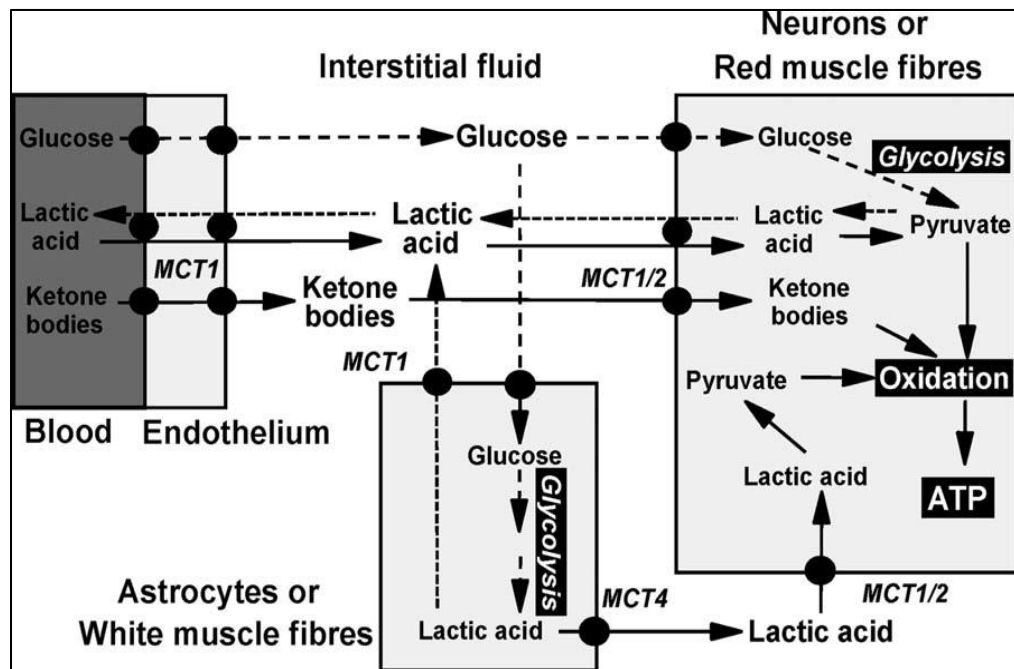 Neurons or
Red muscle fibres
Interstitial fluid
Glucose
Glucose
Glucose
Glycolysis
Lactic
acid
Lactic
acid
Lactic
acid
Pyruvate
MCT1
MCT1/2
Ketone
bodies
Ketone
bodies
Ketone
bodies
MCT1
Pyruvate
Oxidation
Blood
Endothelium
Glucose
Glycolysis
Lactic acid
ATP
Astrocytes or
White muscle fibres
Lactic acid
MCT4
Lactic acid
MCT1/2